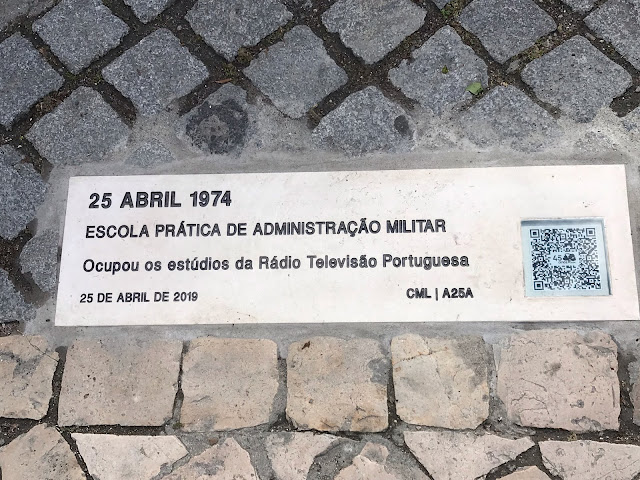 25 ABRIL 1974
ESCOLA PRÁTICA DE ADMINISTRAÇÃO MILITAR
Ocupou os estúdios da Rádio Televisão Portuguesa
25 DE ABRIL DE 2019 CML | A25A